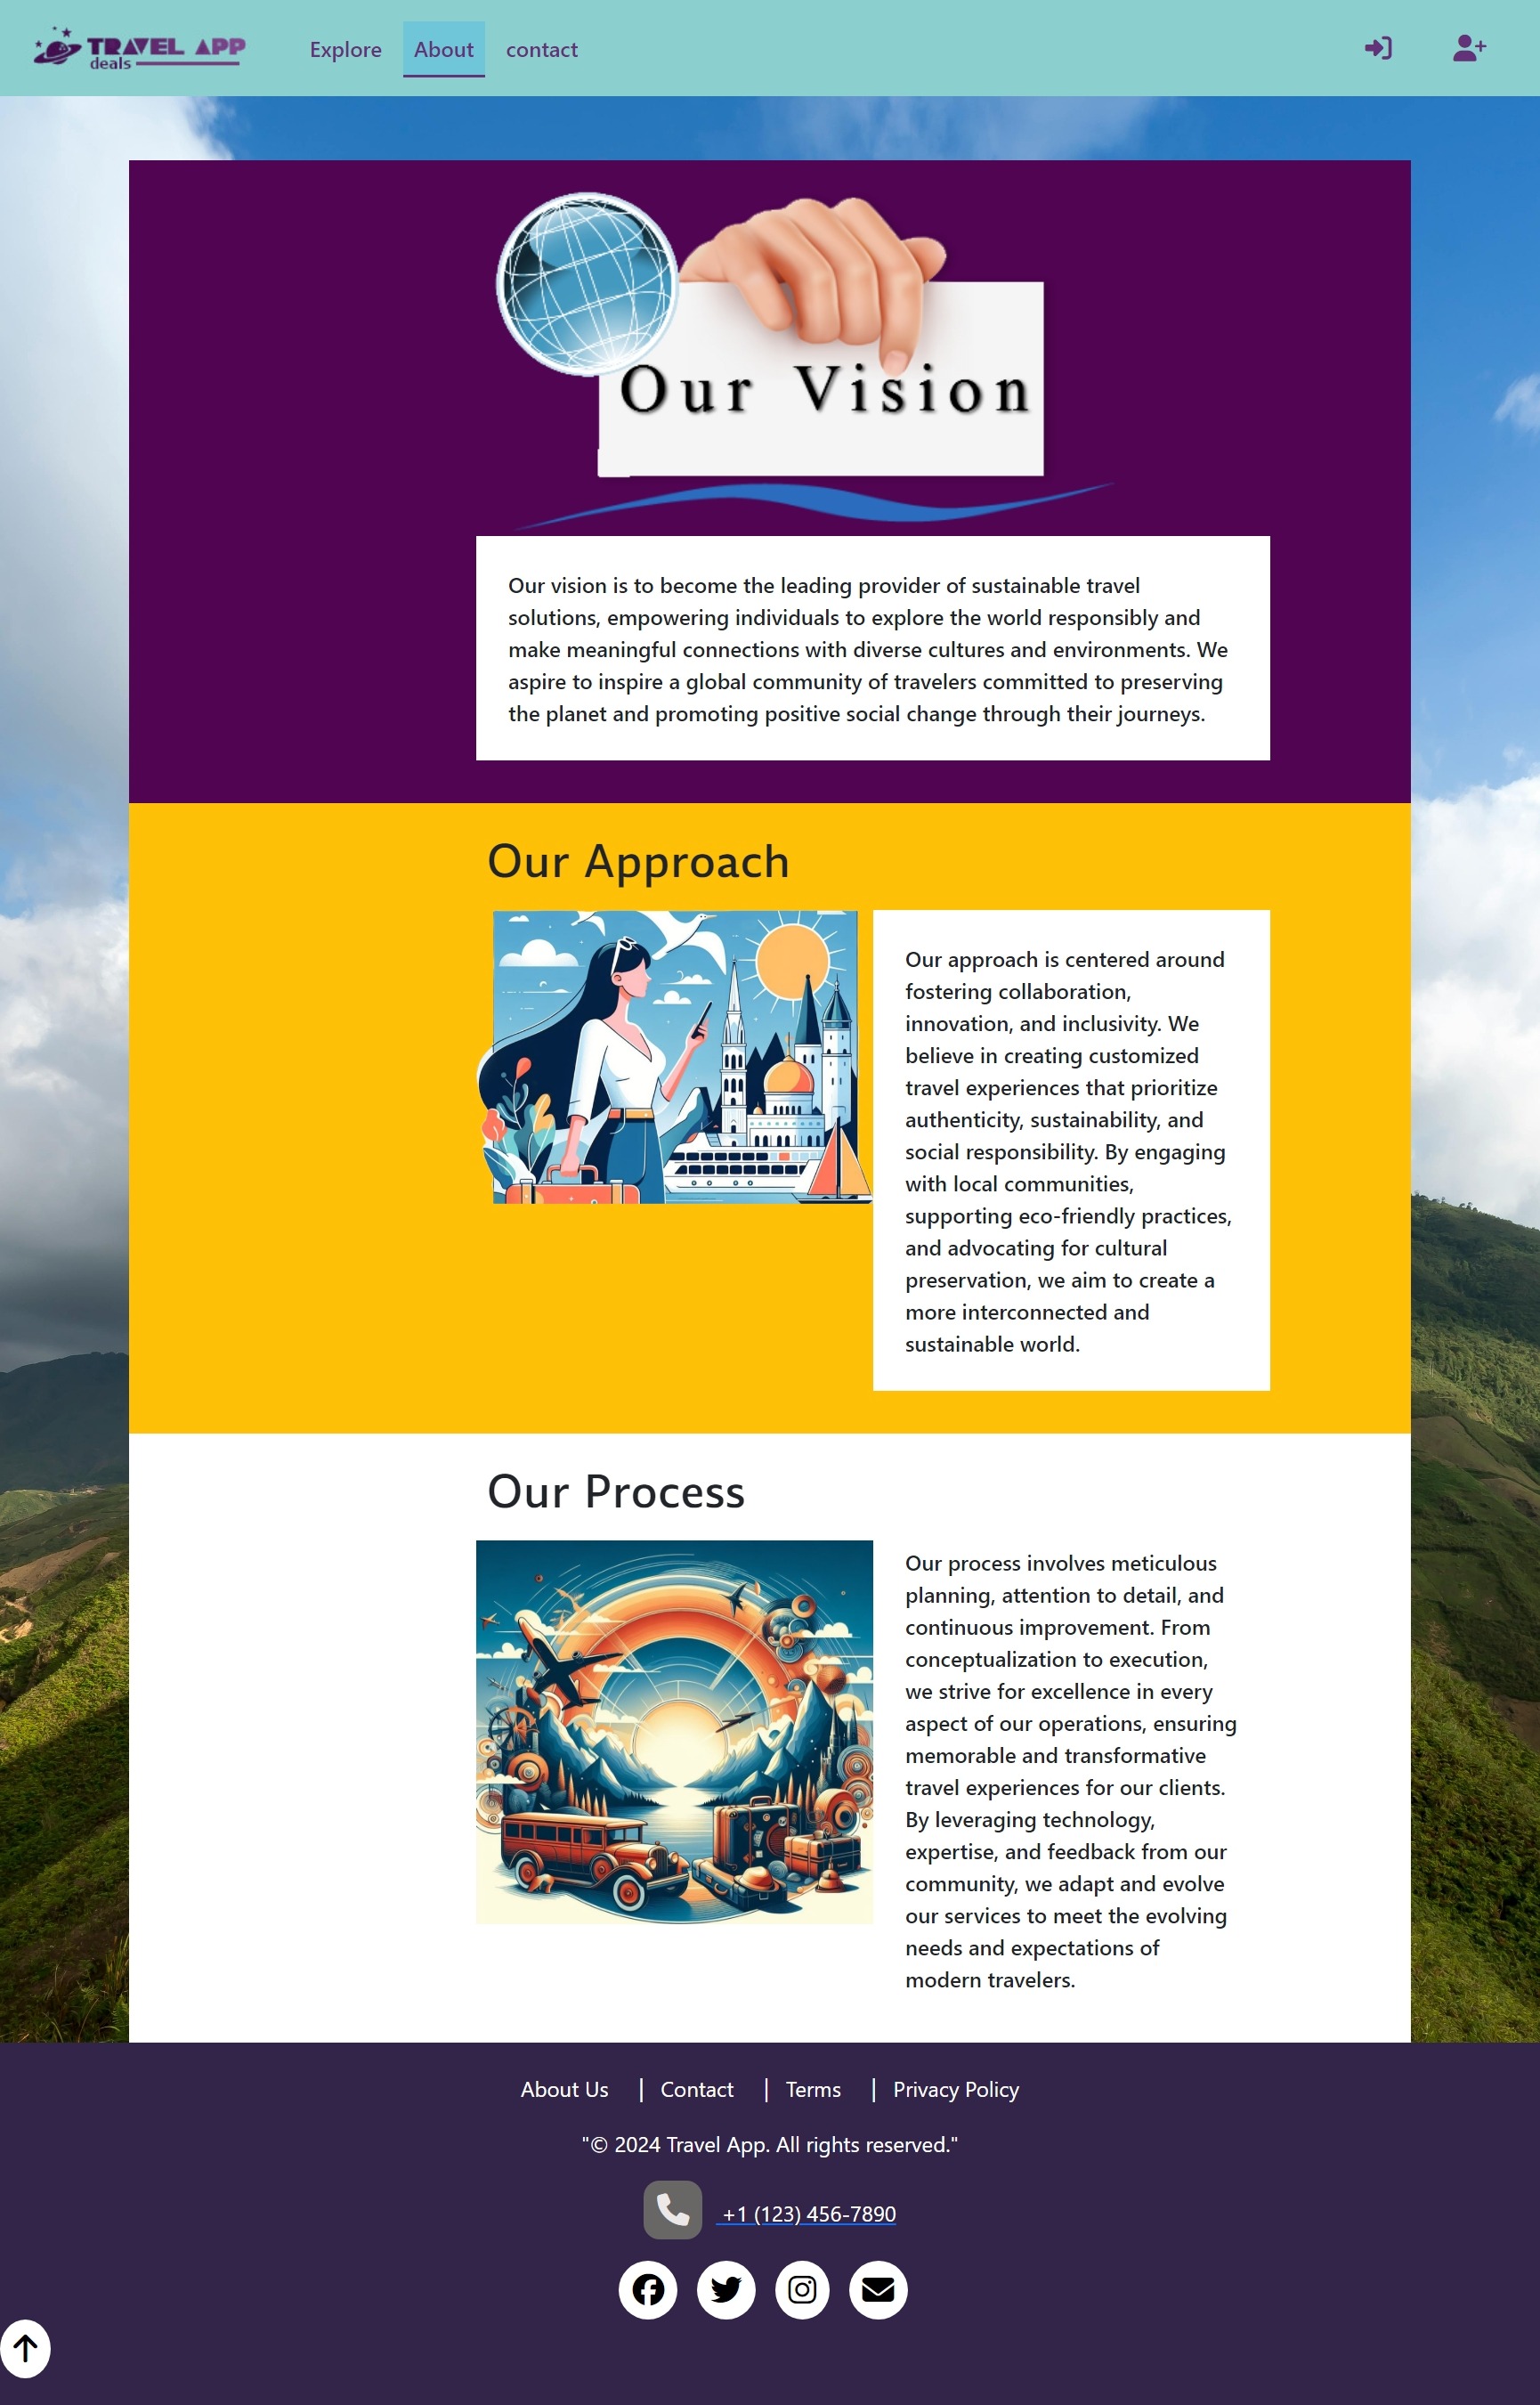 TRAVEL APP
deals
Explore
About
contact
Our Vision
Our vision is to become the leading provider of sustainable travel
solutions, empowering individuals to explore the world responsibly and
make meaningful connections with diverse cultures and environments. We
aspire to inspire a global community of travelers committed to preserving
the planet and promoting positive social change through their journeys.
Our Approach
Our approach is centered around
fostering collaboration,
innovation, and inclusivity. We
believe in creating customized
travel experiences that prioritize
authenticity, sustainability, and
social responsibility. By engaging
with local communities,
supporting eco-friendly practices,
and advocating for cultural
preservation, we aim to create a
more interconnected and
sustainable world.
Our Process
Our process involves meticulous
planning, attention to detail, and
continuous improvement. From
conceptualization to execution,
we strive for excellence in every
aspect of our operations, ensuring
memorable and transformative
travel experiences for our clients.
By leveraging technology,
expertise, and feedback from our
community, we adapt and evolve
our services to meet the evolving
needs and expectations of
modern travelers.
About Us | Contact | Terms | Privacy Policy
"© 2024 Travel App. All rights reserved."
+1 (123) 456-7890